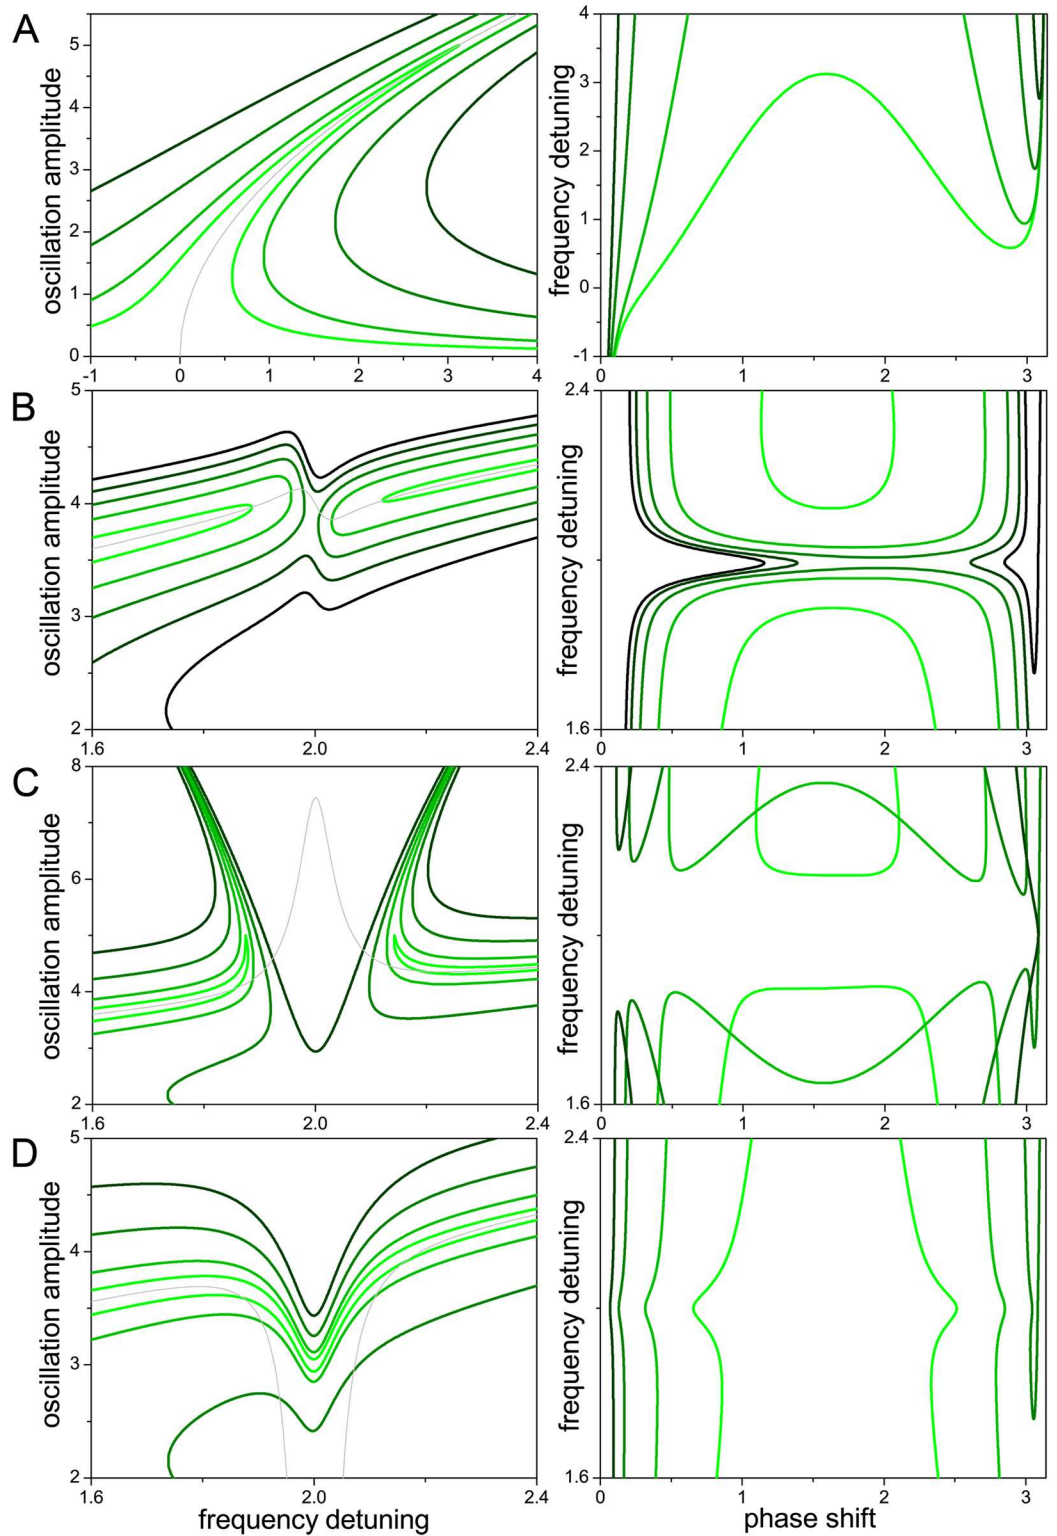 A
oscillation amplitude
5
4
3
2
1
0
-1 0 1 2 3 4
frequency detuning
4
3
2
1
0
-1
0 1 2 3
B
oscillation amplitude
5
4
3
2
1.6 2.0 2.4
frequency detuning
2.4
1.6
0 1 2 3
C
oscillation amplitude
8
6
4
2
1.6 2.0 2.4
frequency detuning
2.4
1.6
0 1 2 3
D
oscillation amplitude
5
4
3
2
1.6 2.0 2.4
frequency detuning
frequency detuning
2.4
1.6
0 1 2 3
phase shift